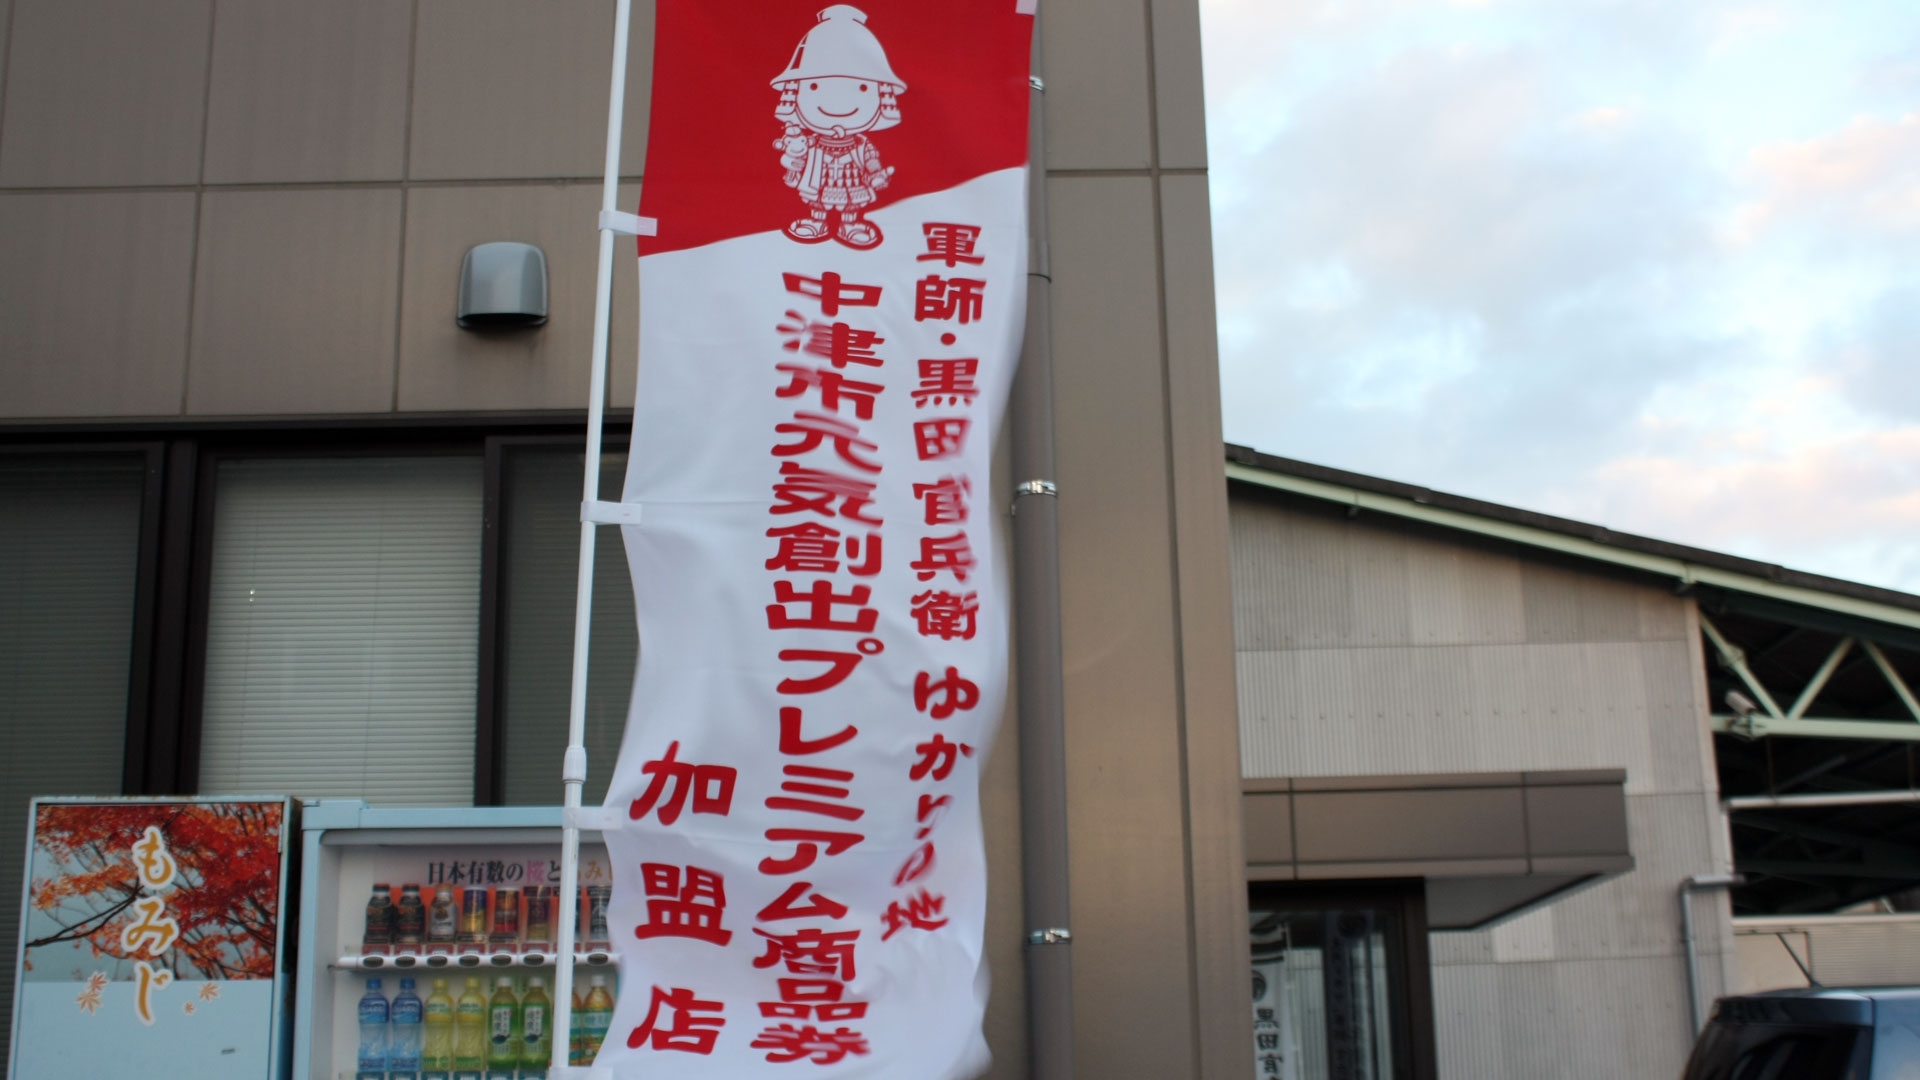 軍師・黒田官兵衛 ゆかりの地
中津市元気創出プレミアム商品券
加盟店
もみじ
日本有数の桜と
黒田官